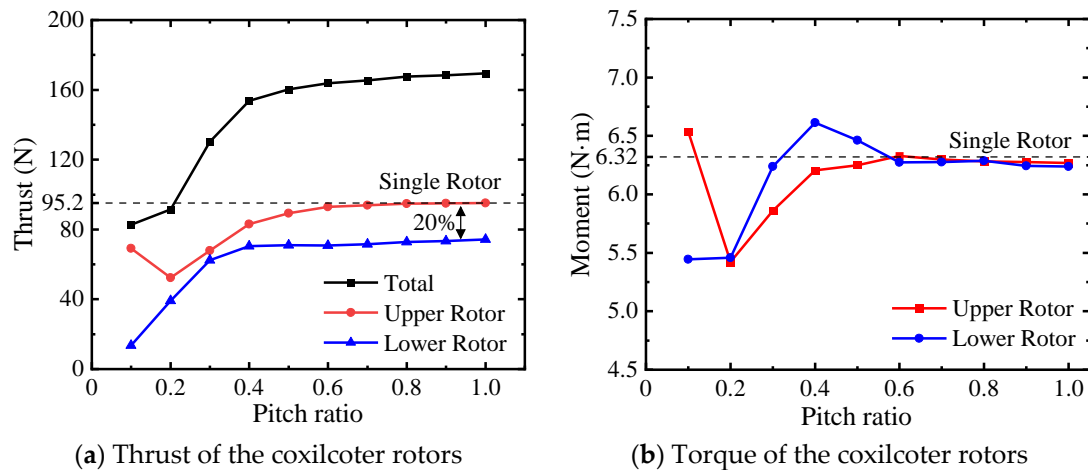 200
160
120
95.2
80
40
0
Thrust (N)
Single Rotor
20%
Total
Upper Rotor
Lower Rotor
0 0.2 0.4 0.6 0.8 1.0
Pitch ratio
(a) Thrust of the coxilcoter rotors
7.5
7.0
6.5
6.32
6.0
5.5
5.0
4.5
Moment (N·m)
Single Rotor
Upper Rotor
Lower Rotor
0 0.2 0.4 0.6 0.8 1.0
Pitch ratio
(b) Torque of the coxilcoter rotors